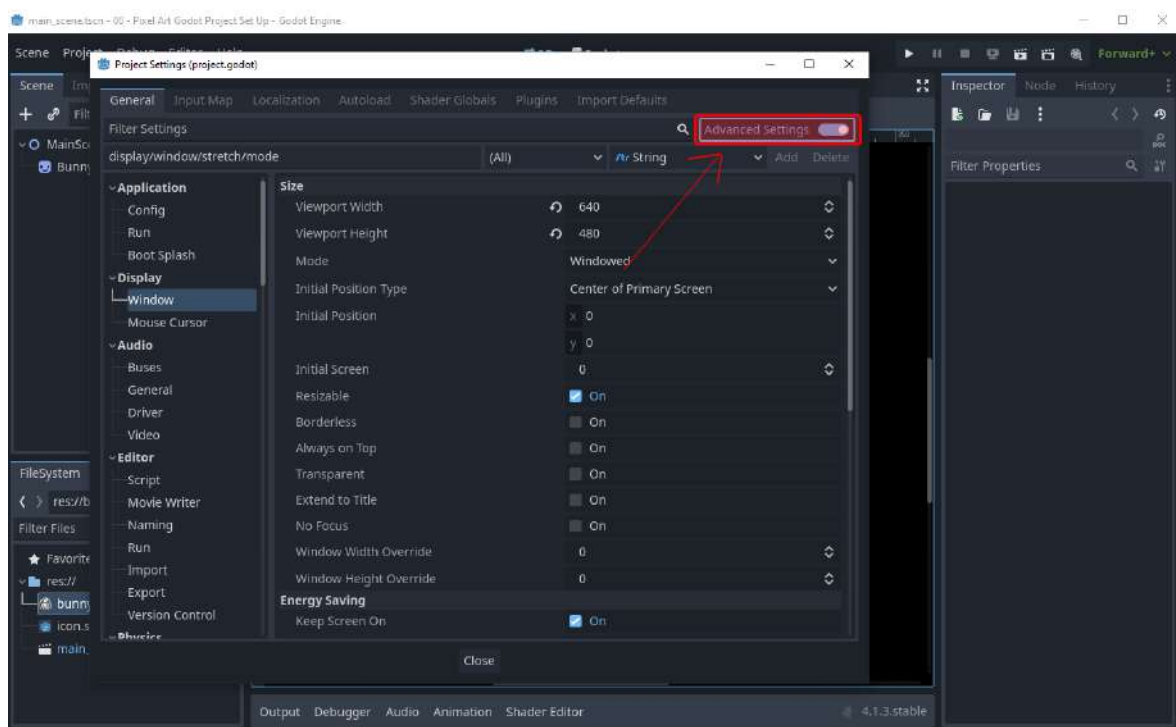 main_scene.tscn - 00 - Pixel Art Godot Project Set Up - Godot Engine
Scene
Forward+
Project Settings (project.godot)
Scene
Inspector Node History
General Input Map Localization Autoload Shader Globals Plugins Import Defaults
Filter Settings
Advanced Settings
display/window/stretch/mode (All) String Add Delete
Filter Properties
Application
Config
Run
Boot Splash
Display
Window
Mouse Cursor
Audio
Buses
General
Driver
Video
Editor
Script
Movie Writer
Naming
Run
Import
Export
Version Control
Physics
Size
Viewport Width 640
Viewport Height 480
Mode Windowed
Initial Position Type Center of Primary Screen
Initial Position x 0
y 0
Initial Screen 0
Resizable On
Borderless On
Always on Top On
Transparent On
Extend to Title On
No Focus On
Window Width Override 0
Window Height Override 0
Energy Saving
Keep Screen On On
Close
FileSystem
res://b
Filter Files
Favorite
res://
bunn
icon.s
main_
Output Debugger Audio Animation Shader Editor
4.1.3.stable